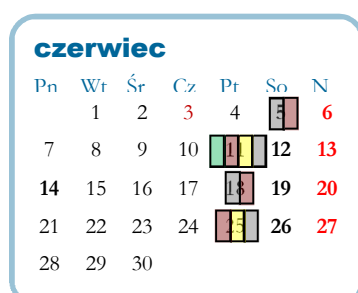 czerwiec
Pn Wt Śr Cz Pt So N
1 2 3 4 5 6
7 8 9 10 11 12 13
14 15 16 17 18 19 20
21 22 23 24 25 26 27
28 29 30